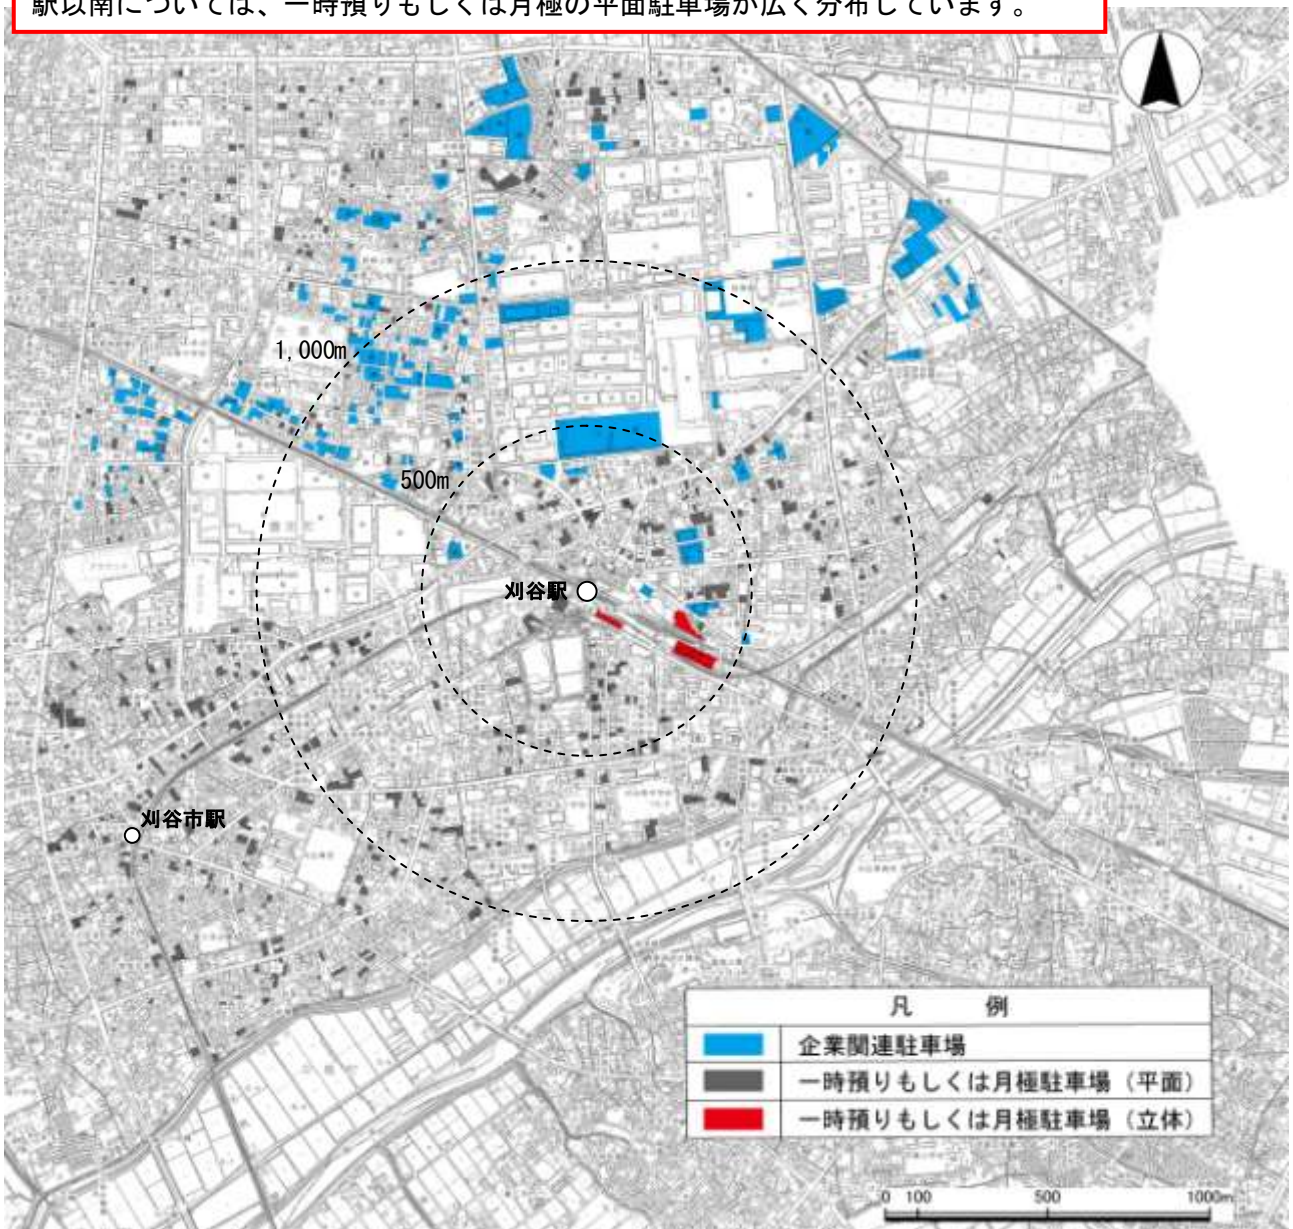 駅以南については、一時預りもしくは月極の平面駐車場が広く分布しています。
1,000m
500m
刈谷駅
刈谷市駅
凡 例
企業関連駐車場
一時預りもしくは月極駐車場（平面）
一時預りもしくは月極駐車場（立体）
0 100 500 1000m